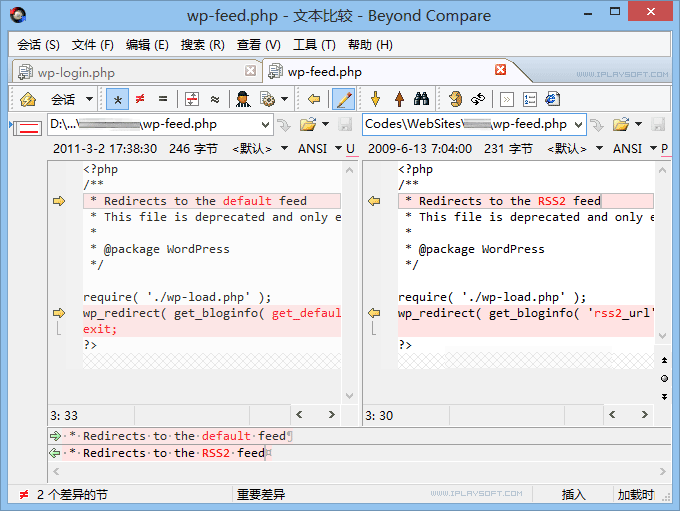 wp-feed.php - 文本比较 - Beyond Compare
会话 (S) 文件 (F) 编辑 (E) 搜索 (R) 查看 (V) 工具 (T) 帮助 (H)
wp-login.php wp-feed.php WWW.IPLAYSOFT.COM
会话 * ≠ = ≈
D:\...\ \wp-feed.php Codes\WebSites\ \wp-feed.php
2011-3-2 17:38:30 246 字节 <默认> ANSI U 2009-6-13 7:04:00 231 字节 <默认> ANSI P
<?php
/**
* Redirects to the default feed
* This file is deprecated and only e
*
* @package WordPress
*/
require( './wp-load.php' );
wp_redirect( get_bloginfo( get_defaul
exit;
?>
<?php
/**
* Redirects to the RSS2 feed
* This file is deprecated and only e
*
* @package WordPress
*/
require( './wp-load.php' );
wp_redirect( get_bloginfo( 'rss2_url'
?>
3: 33 3: 30
* Redirects to the default feed¶
* Redirects to the RSS2 feed¤
≠ 2 个差异的节 重要差异 WWW.IPLAYSOFT.COM 插入 加载时